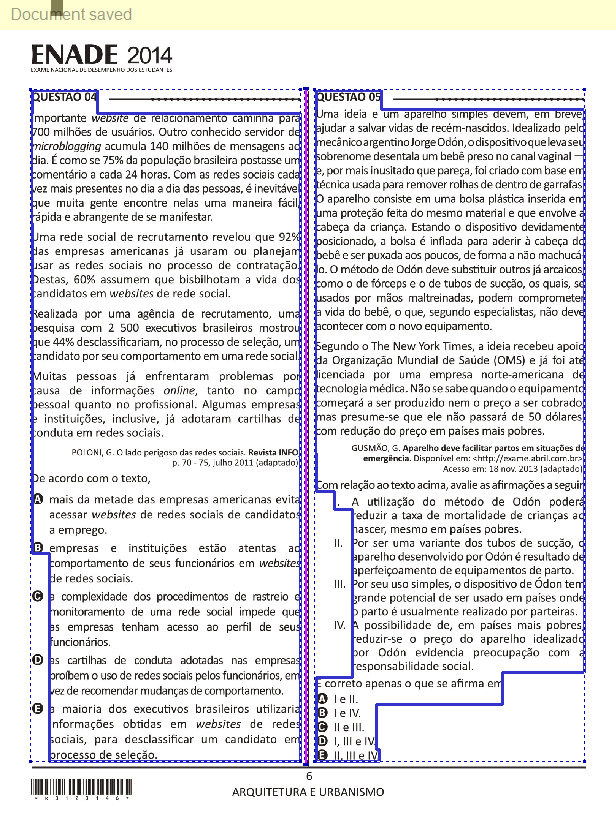 Document saved
ENADE 2014
EXAME NACIONAL DE DESEMPENHO DOS ESTUDANTES
QUESTÃO 04
Importante website de relacionamento caminha para
700 milhões de usuários. Outro conhecido servidor de
microblogging acumula 140 milhões de mensagens ao
dia. É como se 75% da população brasileira postasse um
comentário a cada 24 horas. Com as redes sociais cada
vez mais presentes no dia a dia das pessoas, é inevitável
que muita gente encontre nelas uma maneira fácil,
rápida e abrangente de se manifestar.
Uma rede social de recrutamento revelou que 92%
das empresas americanas já usaram ou planejam
usar as redes sociais no processo de contratação.
Destas, 60% assumem que bisbilhotam a vida dos
candidatos em websites de rede social.
Realizada por uma agência de recrutamento, uma
pesquisa com 2 500 executivos brasileiros mostrou
que 44% desclassificariam, no processo de seleção, um
candidato por seu comportamento em uma rede social.
Muitas pessoas já enfrentaram problemas por
causa de informações online, tanto no campo
pessoal quanto no profissional. Algumas empresas
e instituições, inclusive, já adotaram cartilhas de
conduta em redes sociais.
POLONI, G. O lado perigoso das redes sociais. Revista INFO,
p. 70 - 75, julho 2011 (adaptado).
De acordo com o texto,
A mais da metade das empresas americanas evita
acessar websites de redes sociais de candidatos
a emprego.
B empresas e instituições estão atentas ao
comportamento de seus funcionários em websites
de redes sociais.
C a complexidade dos procedimentos de rastreio e
monitoramento de uma rede social impede que
as empresas tenham acesso ao perfil de seus
funcionários.
D as cartilhas de conduta adotadas nas empresas
proíbem o uso de redes sociais pelos funcionários, em
vez de recomendar mudanças de comportamento.
E a maioria dos executivos brasileiros utilizaria
informações obtidas em websites de redes
sociais, para desclassificar um candidato em
processo de seleção.
QUESTÃO 05
Uma ideia e um aparelho simples devem, em breve,
ajudar a salvar vidas de recém-nascidos. Idealizado pelo
mecânico argentino Jorge Odón, o dispositivo que leva seu
sobrenome desentala um bebê preso no canal vaginal —
e, por mais inusitado que pareça, foi criado com base em
técnica usada para remover rolhas de dentro de garrafas.
O aparelho consiste em uma bolsa plástica inserida em
uma proteção feita do mesmo material e que envolve a
cabeça da criança. Estando o dispositivo devidamente
posicionado, a bolsa é inflada para aderir à cabeça do
bebê e ser puxada aos poucos, de forma a não machucá-
lo. O método de Odón deve substituir outros já arcaicos,
como o de fórceps e o de tubos de sucção, os quais, se
usados por mãos maltreinadas, podem comprometer
a vida do bebê, o que, segundo especialistas, não deve
acontecer com o novo equipamento.
Segundo o The New York Times, a ideia recebeu apoio
da Organização Mundial de Saúde (OMS) e já foi até
licenciada por uma empresa norte-americana de
tecnologia médica. Não se sabe quando o equipamento
começará a ser produzido nem o preço a ser cobrado,
mas presume-se que ele não passará de 50 dólares,
com redução do preço em países mais pobres.
GUSMÃO, G. Aparelho deve facilitar partos em situações de
emergência. Disponível em: <http://exame.abril.com.br>.
Acesso em: 18 nov. 2013 (adaptado).
Com relação ao texto acima, avalie as afirmações a seguir.
I. A utilização do método de Odón poderá
reduzir a taxa de mortalidade de crianças ao
nascer, mesmo em países pobres.
II. Por ser uma variante dos tubos de sucção, o
aparelho desenvolvido por Odón é resultado de
aperfeiçoamento de equipamentos de parto.
III. Por seu uso simples, o dispositivo de Odón tem
grande potencial de ser usado em países onde
o parto é usualmente realizado por parteiras.
IV. A possibilidade de, em países mais pobres,
reduzir-se o preço do aparelho idealizado
por Odón evidencia preocupação com a
responsabilidade social.
É correto apenas o que se afirma em
A I e II.
B I e IV.
C II e III.
D I, III e IV.
E II, III e IV.
6
ARQUITETURA E URBANISMO